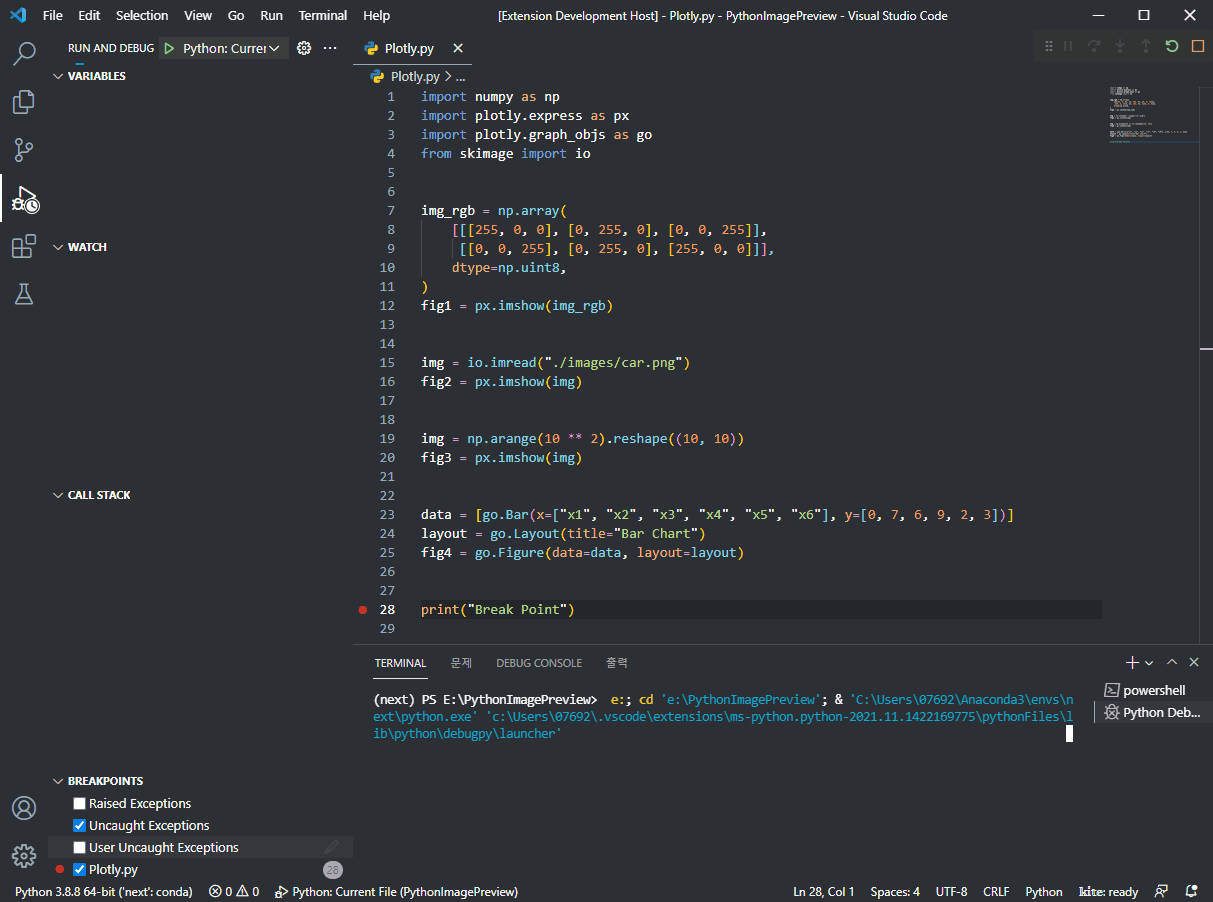 File Edit Selection View Go Run Terminal Help [Extension Development Host] - Plotly.py - PythonImagePreview - Visual Studio Code
RUN AND DEBUG Python: Currer
VARIABLES
WATCH
CALL STACK
BREAKPOINTS
Raised Exceptions
Uncaught Exceptions
User Uncaught Exceptions
Plotly.py 28
Plotly.py
Plotly.py > ...
1 import numpy as np
2 import plotly.express as px
3 import plotly.graph_objs as go
4 from skimage import io
5
6
7 img_rgb = np.array(
8 [[[255, 0, 0], [0, 255, 0], [0, 0, 255]],
9 [[0, 0, 255], [0, 255, 0], [255, 0, 0]]],
10 dtype=np.uint8,
11 )
12 fig1 = px.imshow(img_rgb)
13
14
15 img = io.imread("./images/car.png")
16 fig2 = px.imshow(img)
17
18
19 img = np.arange(10 ** 2).reshape((10, 10))
20 fig3 = px.imshow(img)
21
22
23 data = [go.Bar(x=["x1", "x2", "x3", "x4", "x5", "x6"], y=[0, 7, 6, 9, 2, 3])]
24 layout = go.Layout(title="Bar Chart")
25 fig4 = go.Figure(data=data, layout=layout)
26
27
28 print("Break Point")
29
TERMINAL 문제 DEBUG CONSOLE 출력
(next) PS E:\PythonImagePreview> e:; cd 'e:\PythonImagePreview'; & 'C:\Users\07692\Anaconda3\envs\n
ext\python.exe' 'c:\Users\07692\.vscode\extensions\ms-python.python-2021.11.1422169775\pythonFiles\l
ib\python\debugpy\launcher'
powershell
Python Deb...
Python 3.8.8 64-bit ('next': conda) 0 0 Python: Current File (PythonImagePreview) Ln 28, Col 1 Spaces: 4 UTF-8 CRLF Python kite: ready